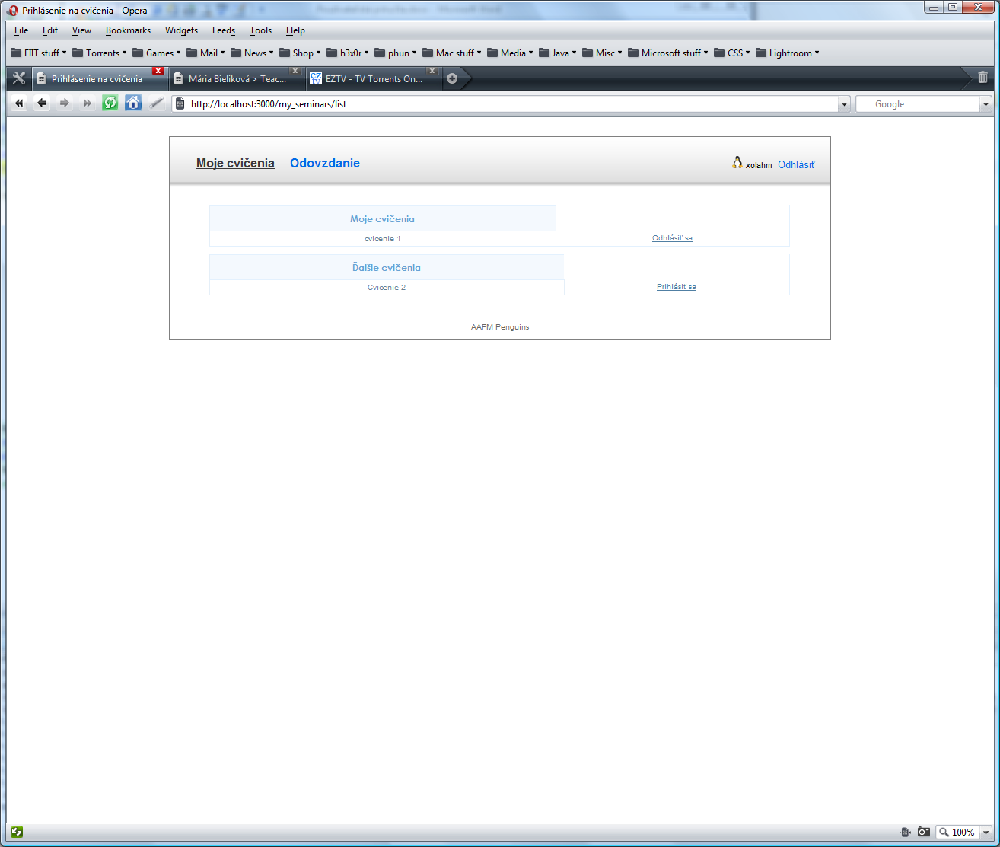 Prihlásenie na cvičenia - Opera
File Edit View Bookmarks Widgets Feeds Tools Help
FIIT stuff Torrents Games Mail News Shop h3x0r phun Mac stuff Media Java Misc Microsoft stuff CSS Lightroom
Prihlásenie na cvičenia Mária Bieliková > Teac... EZTV - TV Torrents On...
http://localhost:3000/my_seminars/list Google
Moje cvičenia Odovzdanie xolahm Odhlásiť
Moje cvičenia
cvicenie 1 Odhlásiť sa
Ďalšie cvičenia
Cvicenie 2 Prihlásiť sa
AAFM Penguins
100%